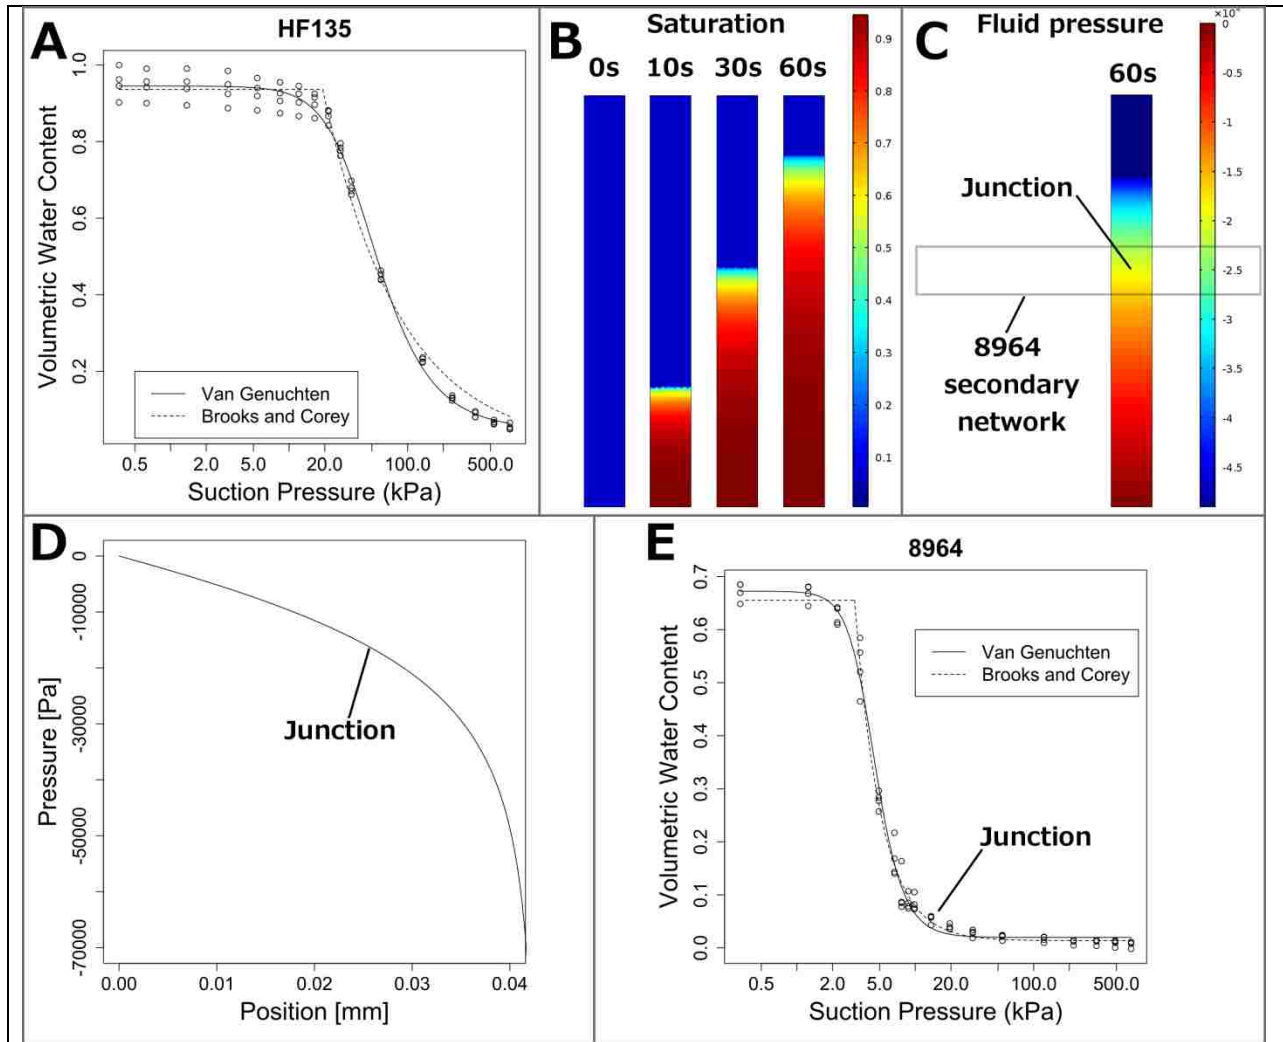 A
HF135
Volumetric Water Content
1.0
0.8
0.6
0.4
0.2
Van Genuchten
Brooks and Corey
0.5 2.0 5.0 20.0 100.0 500.0
Suction Pressure (kPa)
B
Saturation
0s 10s 30s 60s
0.9
0.8
0.7
0.6
0.5
0.4
0.3
0.2
0.1
C
Fluid pressure
60s
Junction
8964
secondary
network
0
-0.5
-1
-1.5
-2
-2.5
-3
-3.5
-4
-4.5
D
Pressure [Pa]
0
-10000
-30000
-50000
-70000
Junction
0.00 0.01 0.02 0.03 0.04
Position [mm]
E
8964
Volumetric Water Content
0.7
0.6
0.5
0.4
0.3
0.2
0.1
0.0
Van Genuchten
Brooks and Corey
Junction
0.5 2.0 5.0 20.0 100.0 500.0
Suction Pressure (kPa)